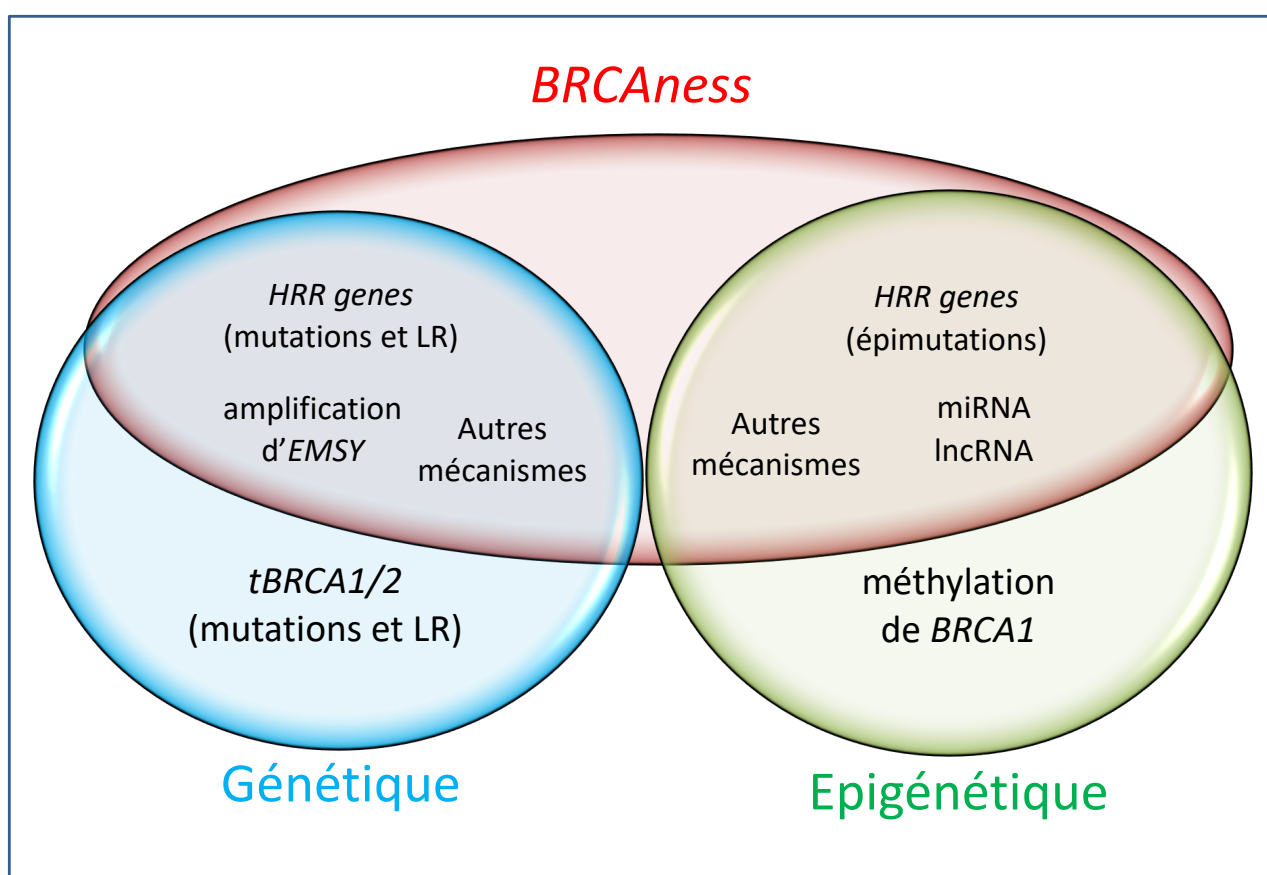 BRCAness
HRR genes
(mutations et LR)
amplification
d’EMSY
Autres
mécanismes
tBRCA1/2
(mutations et LR)
Génétique
HRR genes
(épimutations)
Autres
mécanismes
miRNA
lncRNA
méthylation
de BRCA1
Epigénétique